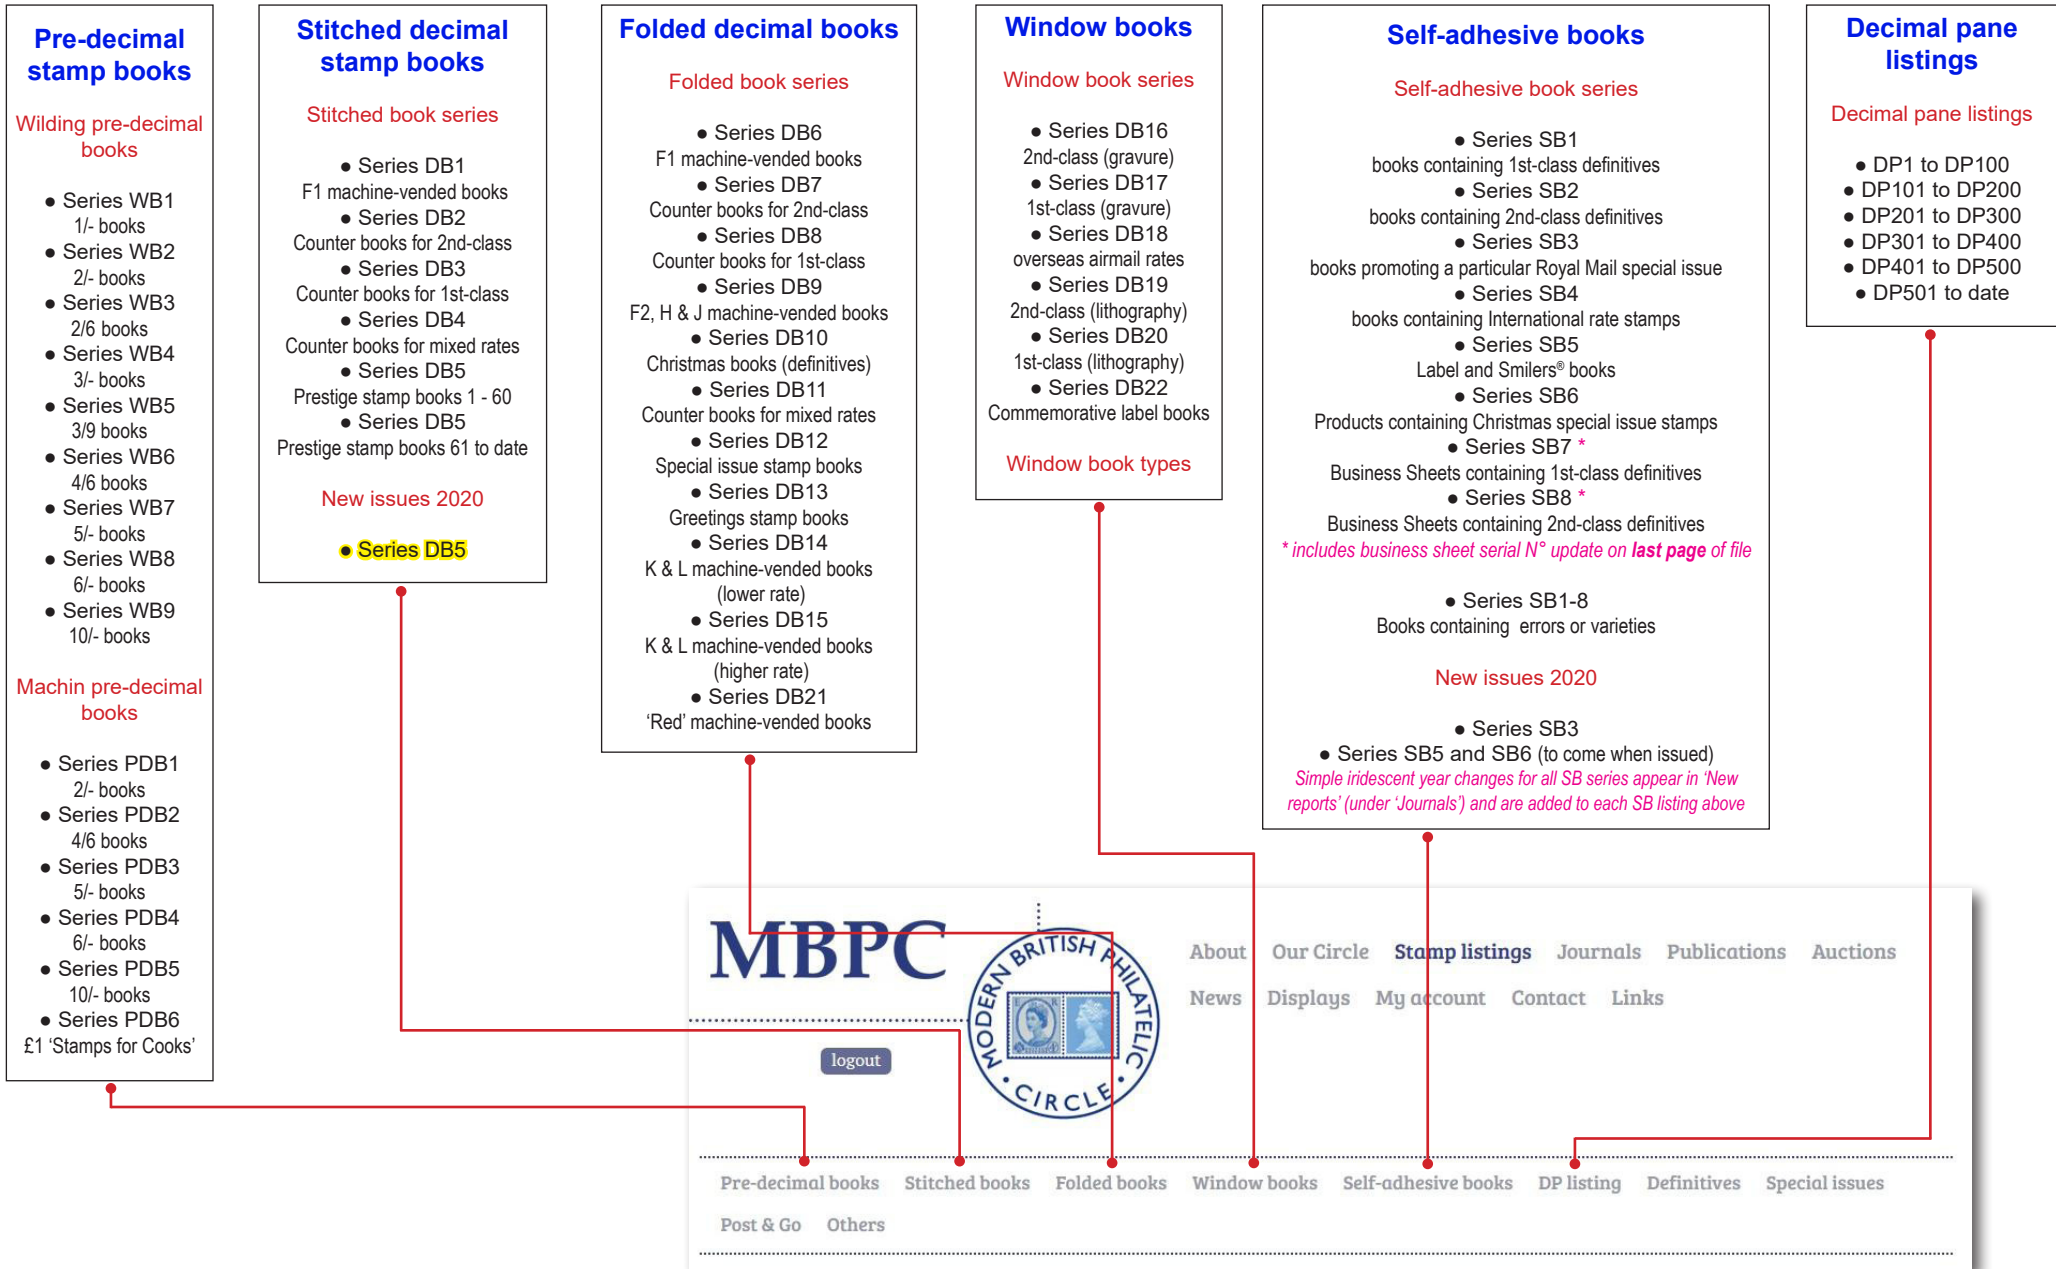 Pre-decimal
stamp books
Wilding pre-decimal
books
● Series WB1
1/- books
● Series WB2
2/- books
● Series WB3
2/6 books
● Series WB4
3/- books
● Series WB5
3/9 books
● Series WB6
4/6 books
● Series WB7
5/- books
● Series WB8
6/- books
● Series WB9
10/- books
Machin pre-decimal
books
● Series PDB1
2/- books
● Series PDB2
4/6 books
● Series PDB3
5/- books
● Series PDB4
6/- books
● Series PDB5
10/- books
● Series PDB6
£1 ‘Stamps for Cooks’
Stitched decimal
stamp books
Stitched book series
● Series DB1
F1 machine-vended books
● Series DB2
Counter books for 2nd-class
● Series DB3
Counter books for 1st-class
● Series DB4
Counter books for mixed rates
● Series DB5
Prestige stamp books 1 - 60
● Series DB5
Prestige stamp books 61 to date
New issues 2020
● Series DB5
Folded decimal books
Folded book series
● Series DB6
F1 machine-vended books
● Series DB7
Counter books for 2nd-class
● Series DB8
Counter books for 1st-class
● Series DB9
F2, H & J machine-vended books
● Series DB10
Christmas books (definitives)
● Series DB11
Counter books for mixed rates
● Series DB12
Special issue stamp books
● Series DB13
Greetings stamp books
● Series DB14
K & L machine-vended books
(lower rate)
● Series DB15
K & L machine-vended books
(higher rate)
● Series DB21
‘Red’ machine-vended books
Window books
Window book series
● Series DB16
2nd-class (gravure)
● Series DB17
1st-class (gravure)
● Series DB18
overseas airmail rates
● Series DB19
2nd-class (lithography)
● Series DB20
1st-class (lithography)
● Series DB22
Commemorative label books
Window book types
Self-adhesive books
Self-adhesive book series
● Series SB1
books containing 1st-class definitives
● Series SB2
books containing 2nd-class definitives
● Series SB3
books promoting a particular Royal Mail special issue
● Series SB4
books containing International rate stamps
● Series SB5
Label and Smilers® books
● Series SB6
Products containing Christmas special issue stamps
● Series SB7 *
Business Sheets containing 1st-class definitives
● Series SB8 *
Business Sheets containing 2nd-class definitives
* includes business sheet serial N° update on last page of file
● Series SB1-8
Books containing errors or varieties
New issues 2020
● Series SB3
● Series SB5 and SB6 (to come when issued)
Simple iridescent year changes for all SB series appear in ‘New
reports’ (under ‘Journals’) and are added to each SB listing above
Decimal pane
listings
Decimal pane listings
● DP1 to DP100
● DP101 to DP200
● DP201 to DP300
● DP301 to DP400
● DP401 to DP500
● DP501 to date
MBPC
MODERN BRITISH PHILATELIC • CIRCLE •
About Our Circle Stamp listings Journals Publications Auctions
News Displays My account Contact Links
logout
Pre-decimal books Stitched books Folded books Window books Self-adhesive books DP listing Definitives Special issues
Post & Go Others